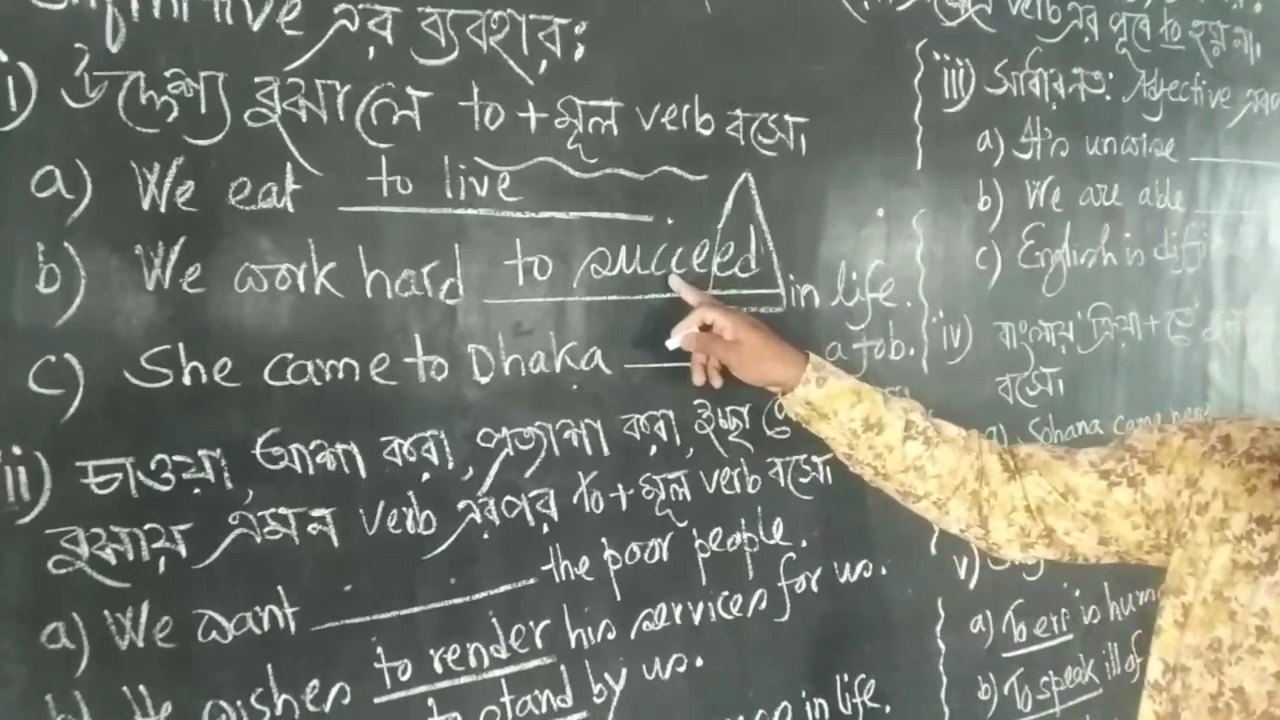 Infinitive এর ব্যবহার:
i) উদ্দেশ্য বুঝালে to + মূল verb বসে।
a) We eat to live.
b) We work hard to succeed in life.
c) She came to Dhaka a job.
ii) চাওয়া, আশা করা, প্রত্যাশা করা, ইচ্ছা
বুঝায় এমন verb এরপর to + মূল verb বসে।
a) We want the poor people.
b) He wishes to render his services for us.
to stand by us.
in life.
verb এর পূর্বে to হয় না।
iii) সাধারণত: Adjective এরপর
a) It's unwise
b) We are able
c) English is diffi
iv) বাংলায় ক্রিয়া + তে
বসে।
a) Sohana came here
v)
a) To err is hum
b) To speak ill of